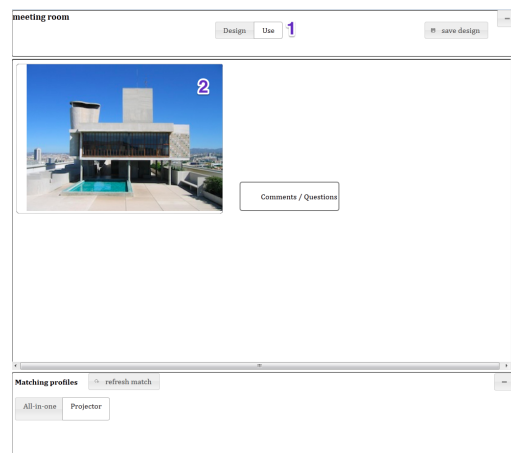 meeting room
Design Use 1
save design
2
Comments / Questions
Matching profiles refresh match
All-in-one Projector